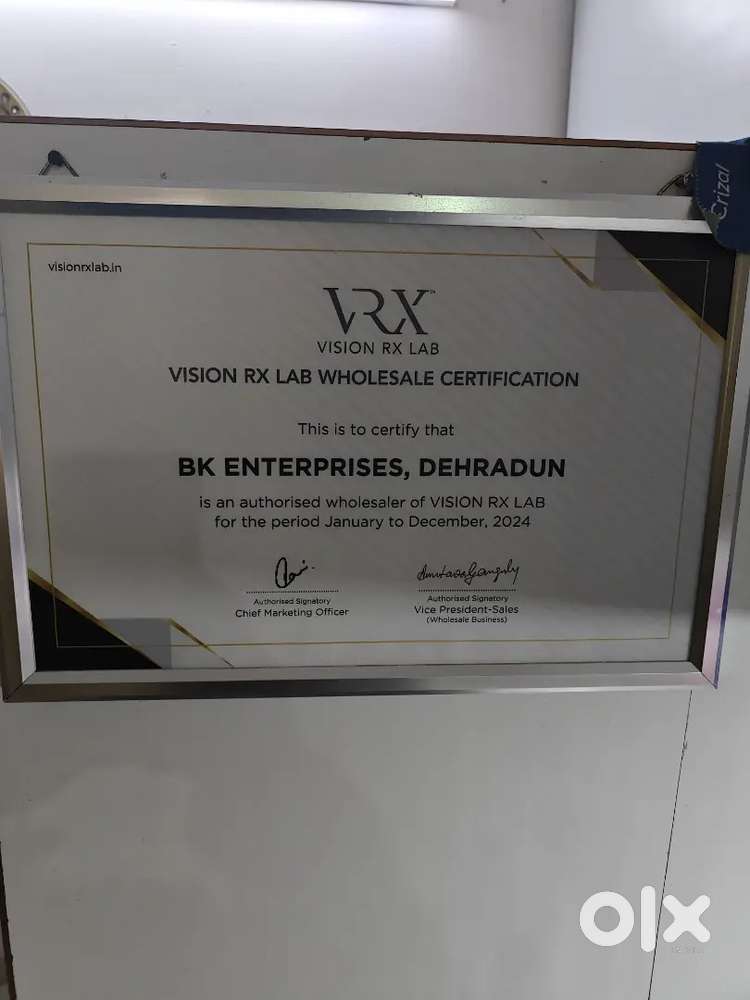 Crizal
visionrxlab.in
VRX™
VISION RX LAB
VISION RX LAB WHOLESALE CERTIFICATION
This is to certify that
BK ENTERPRISES, DEHRADUN
is an authorised wholesaler of VISION RX LAB
for the period January to December, 2024
Authorised Signatory
Chief Marketing Officer
Authorised Signatory
Vice President-Sales
(Wholesale Business)
olx